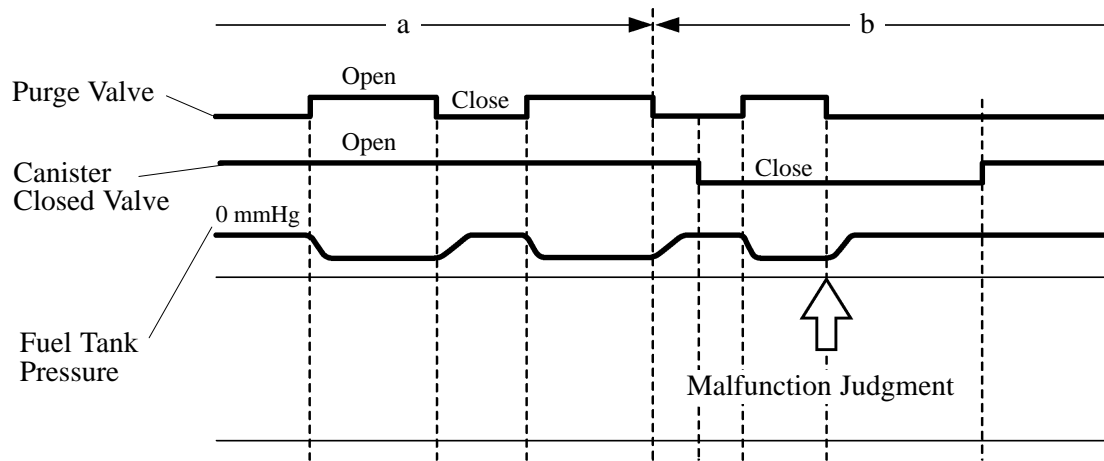 a
b
Open
Purge Valve
Close
Open
Canister
Closed Valve
Close
0 mmHg
Fuel Tank
Pressure
Malfunction Judgment